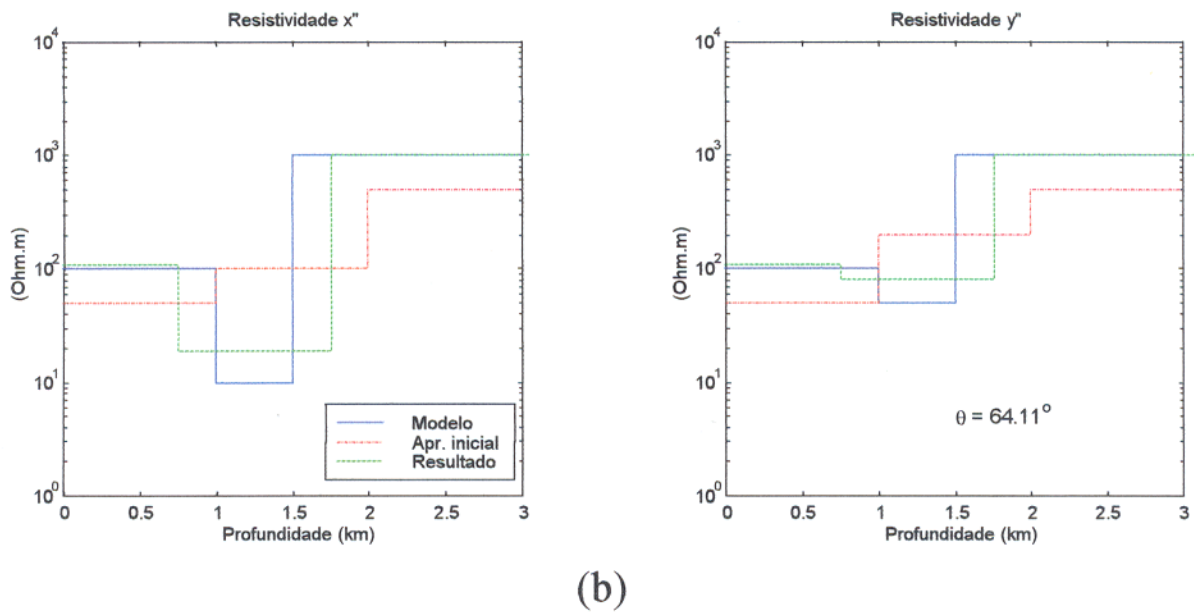 Resistividade x"
10^4
10^3
10^2
10^1
10^0
(Ohm.m)
0 0.5 1 1.5 2 2.5 3
Profundidade (km)
Modelo
Apr. inicial
Resultado
Resistividade y"
10^4
10^3
10^2
10^1
10^0
(Ohm.m)
0 0.5 1 1.5 2 2.5 3
Profundidade (km)
θ = 64.11°
(b)